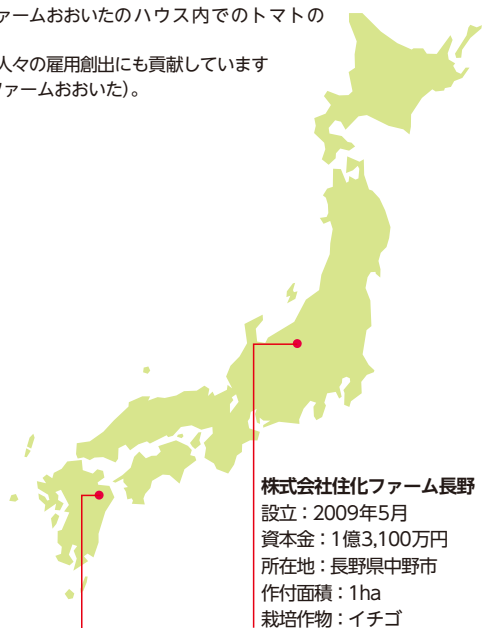 ァームおおいたのハウス内でのトマトの
人々の雇用創出にも貢献しています
ファームおおいた）。
株式会社住化ファーム長野
設立：2009年5月
資本金：1億3,100万円
所在地：長野県中野市
作付面積：1ha
栽培作物：イチゴ